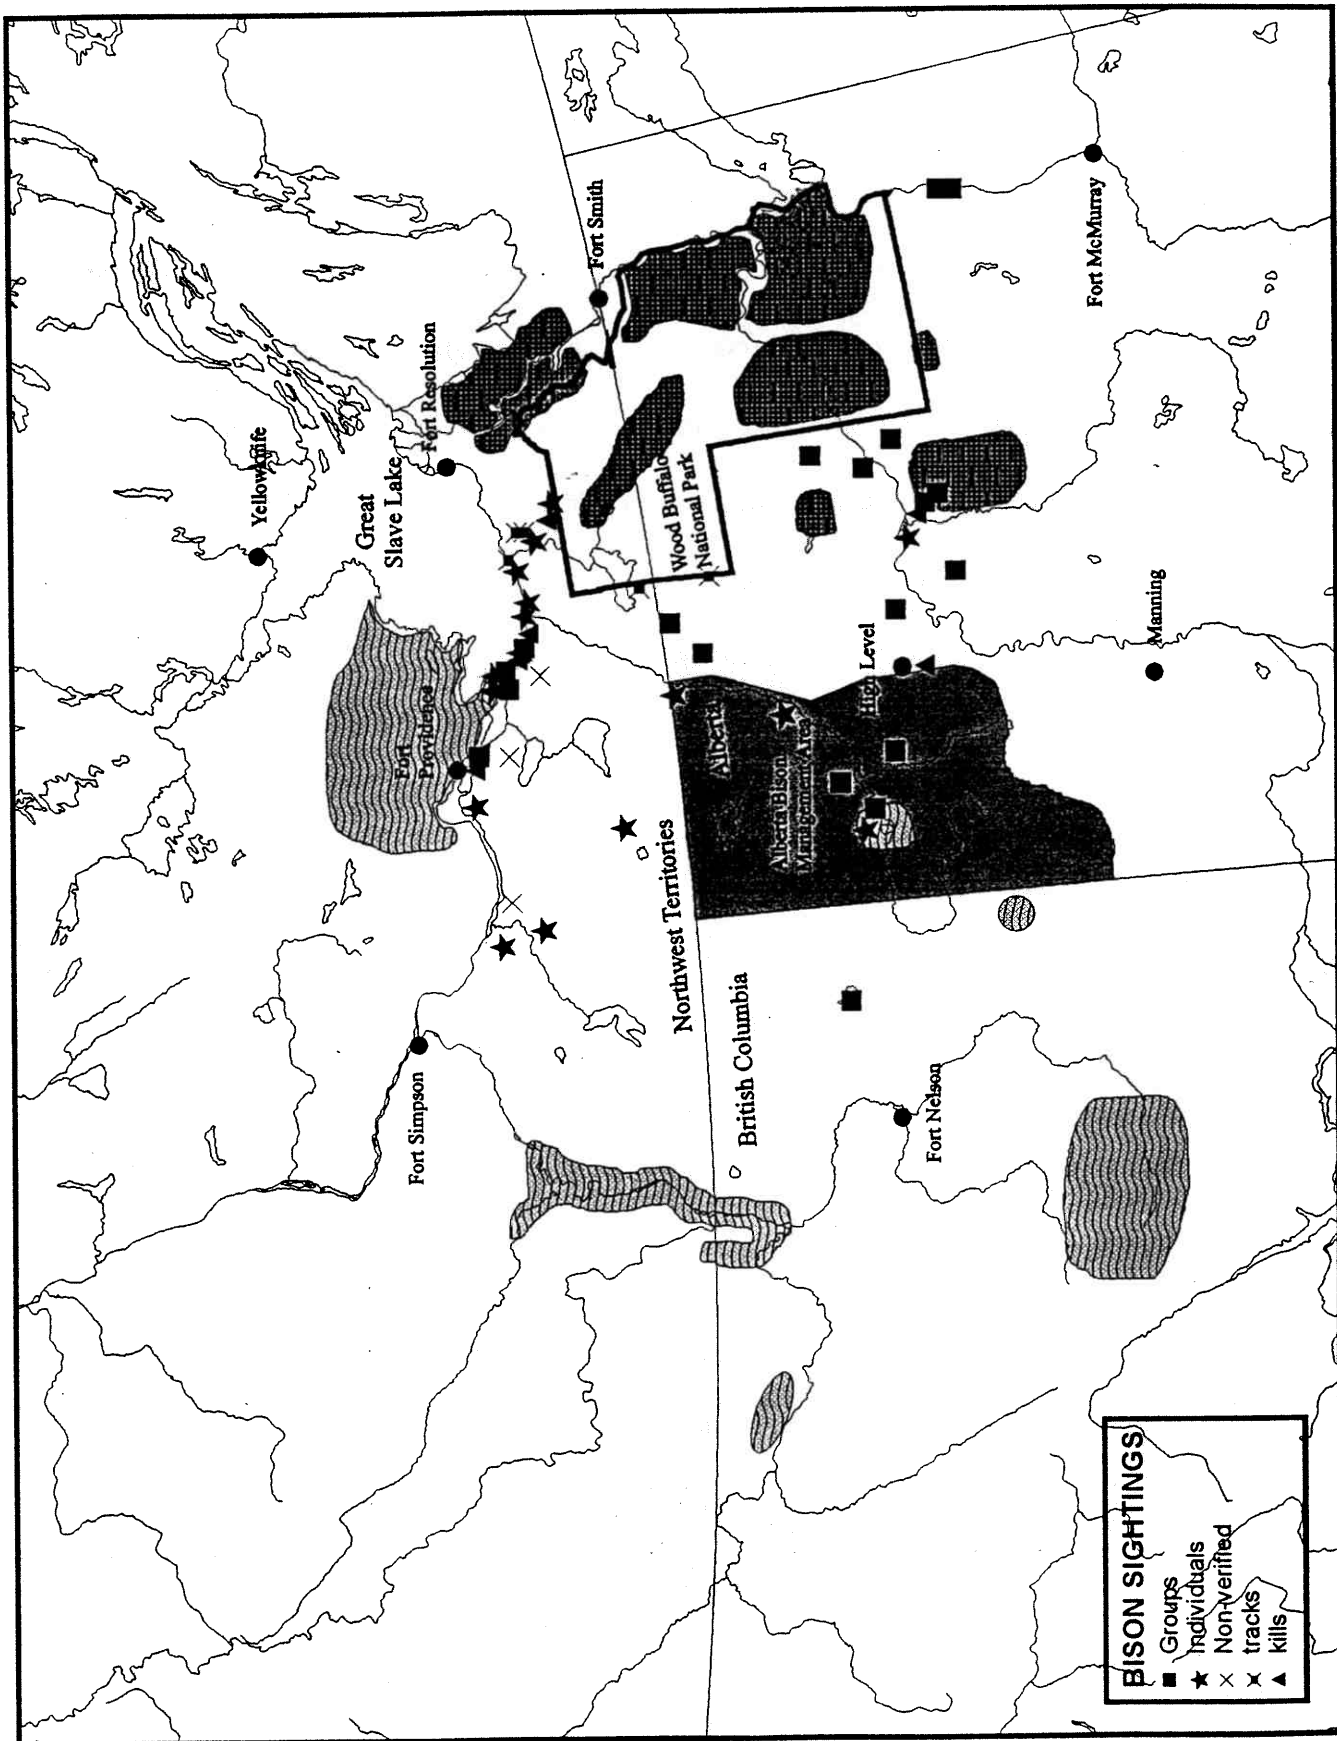 Yellowknife
Great
Slave Lake
Fort Resolution
Fort Smith
Fort
Providence
Fort Simpson
Northwest Territories
British Columbia
Alberta
Wood Buffalo
National Park
Alberta Bison
Management Area
High Level
Fort Nelson
Manning
Fort McMurray
BISON SIGHTINGS
Groups
Individuals
Non-verified
tracks
kills